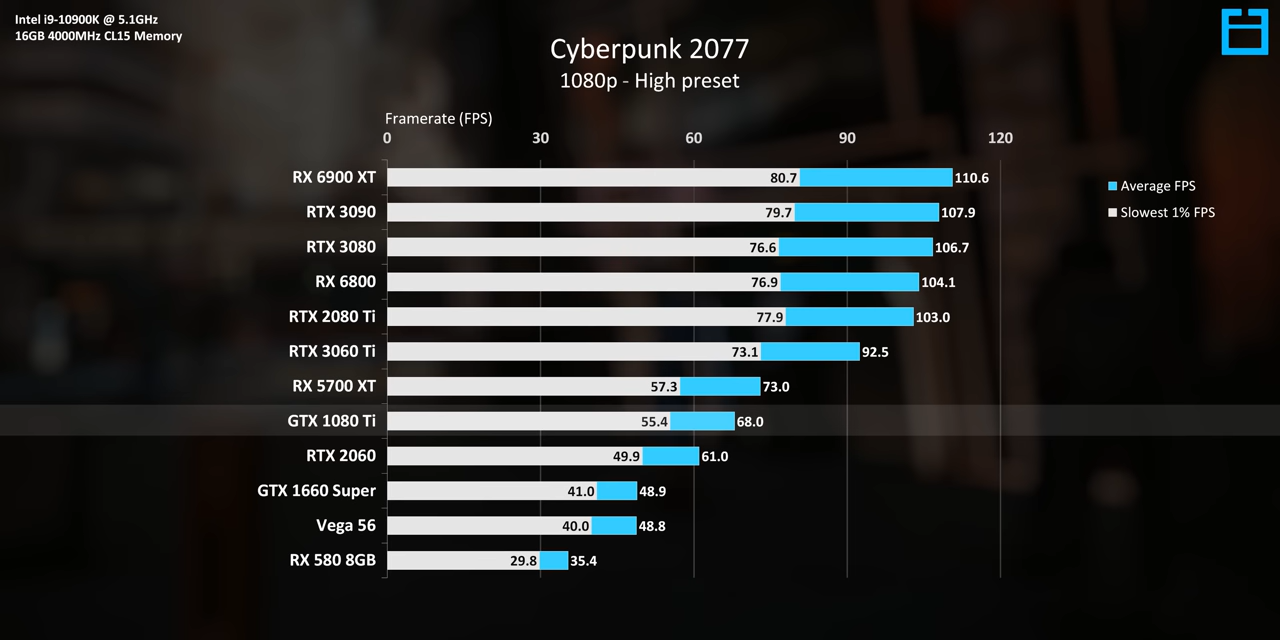 Intel i9-10900K @ 5.1GHz
16GB 4000MHz CL15 Memory
Cyberpunk 2077
1080p - High preset
Framerate (FPS)
0 30 60 90 120
RX 6900 XT 80.7 110.6
RTX 3090 79.7 107.9
RTX 3080 76.6 106.7
RX 6800 76.9 104.1
RTX 2080 Ti 77.9 103.0
RTX 3060 Ti 73.1 92.5
RX 5700 XT 57.3 73.0
GTX 1080 Ti 55.4 68.0
RTX 2060 49.9 61.0
GTX 1660 Super 41.0 48.9
Vega 56 40.0 48.8
RX 580 8GB 29.8 35.4
Average FPS
Slowest 1% FPS